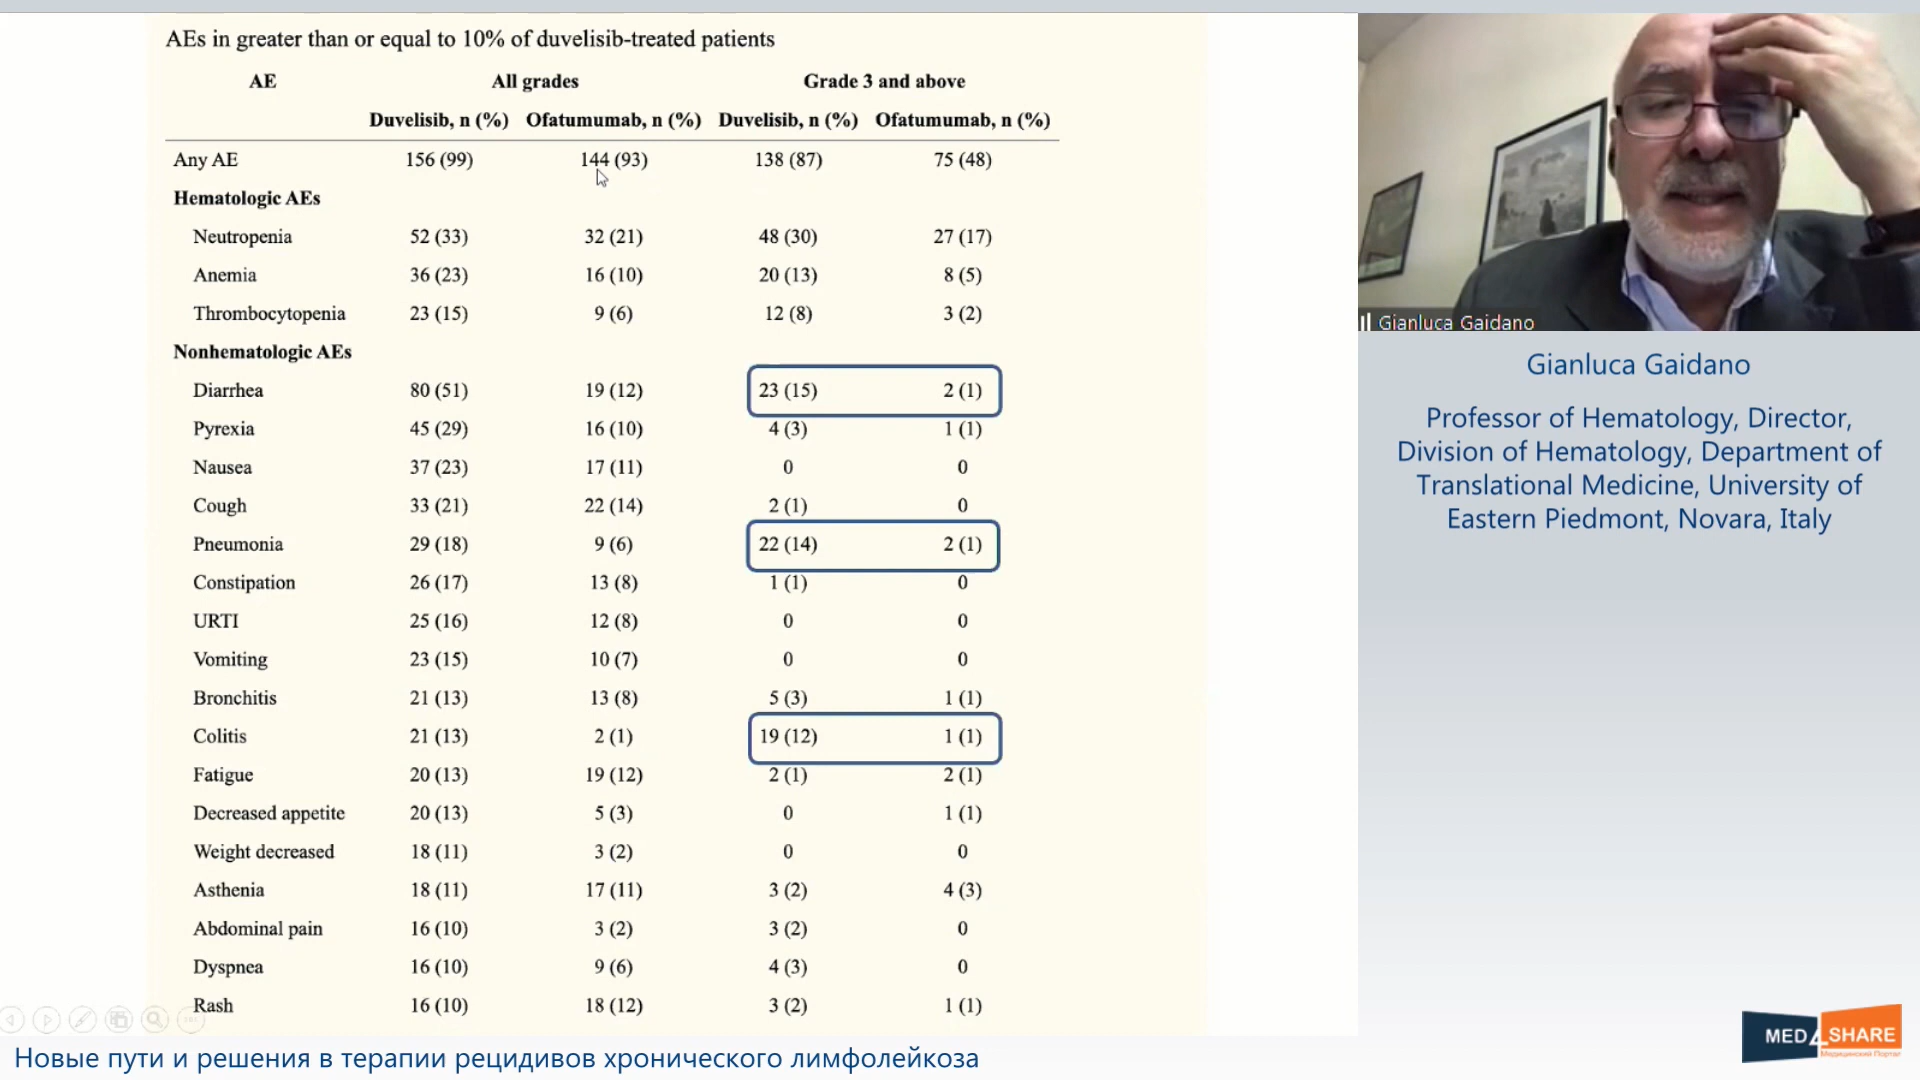 AEs in greater than or equal to 10% of duvelisib-treated patients
AE All grades Grade 3 and above
Duvelisib, n (%) Ofatumumab, n (%) Duvelisib, n (%) Ofatumumab, n (%)
Any AE 156 (99) 144 (93) 138 (87) 75 (48)
Hematologic AEs
Neutropenia 52 (33) 32 (21) 48 (30) 27 (17)
Anemia 36 (23) 16 (10) 20 (13) 8 (5)
Thrombocytopenia 23 (15) 9 (6) 12 (8) 3 (2)
Nonhematologic AEs
Diarrhea 80 (51) 19 (12) 23 (15) 2 (1)
Pyrexia 45 (29) 16 (10) 4 (3) 1 (1)
Nausea 37 (23) 17 (11) 0 0
Cough 33 (21) 22 (14) 2 (1) 0
Pneumonia 29 (18) 9 (6) 22 (14) 2 (1)
Constipation 26 (17) 13 (8) 1 (1) 0
URTI 25 (16) 12 (8) 0 0
Vomiting 23 (15) 10 (7) 0 0
Bronchitis 21 (13) 13 (8) 5 (3) 1 (1)
Colitis 21 (13) 2 (1) 19 (12) 1 (1)
Fatigue 20 (13) 19 (12) 2 (1) 2 (1)
Decreased appetite 20 (13) 5 (3) 0 1 (1)
Weight decreased 18 (11) 3 (2) 0 0
Asthenia 18 (11) 17 (11) 3 (2) 4 (3)
Abdominal pain 16 (10) 3 (2) 3 (2) 0
Dyspnea 16 (10) 9 (6) 4 (3) 0
Rash 16 (10) 18 (12) 3 (2) 1 (1)
Gianluca Gaidano
Gianluca Gaidano
Professor of Hematology, Director,
Division of Hematology, Department of
Translational Medicine, University of
Eastern Piedmont, Novara, Italy
MED4SHARE
Медицинский Портал
Новые пути и решения в терапии рецидивов хронического лимфолейкоза